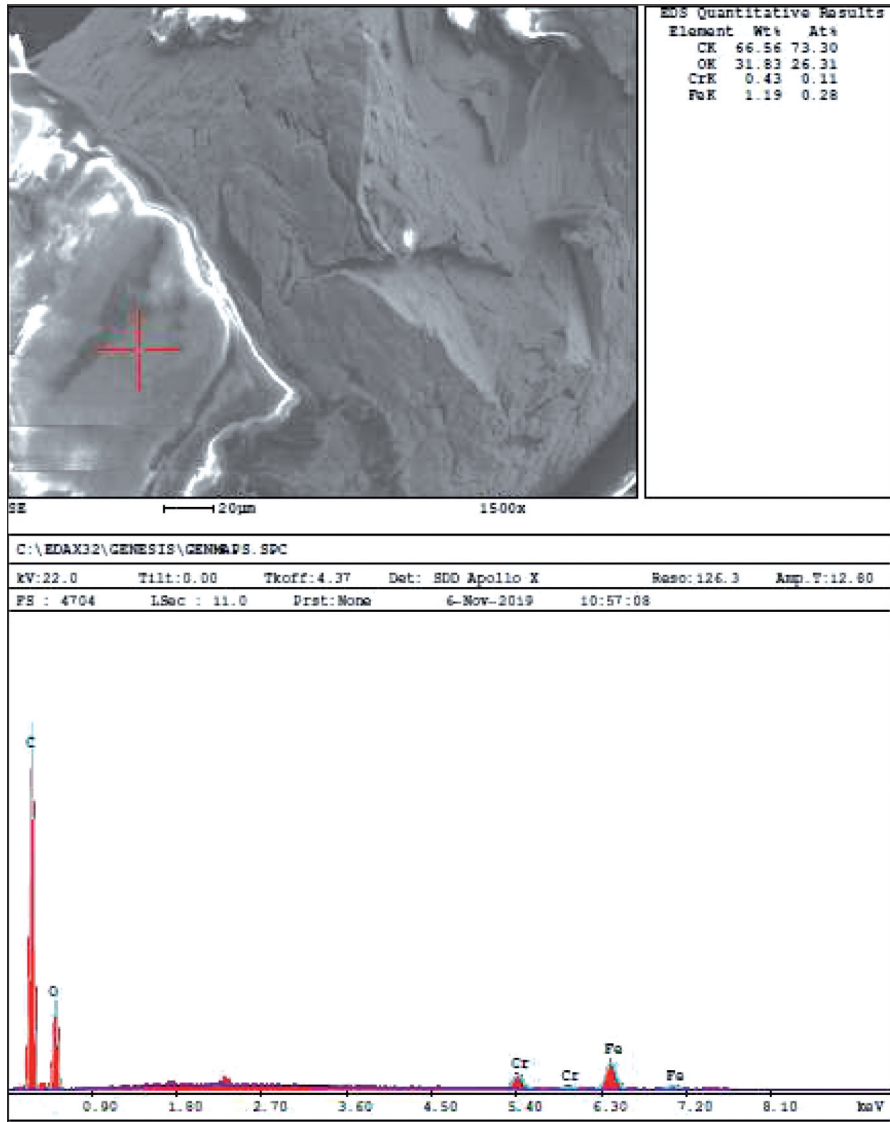 EDS Quantitative Results
Element Wt% At%
CK 66.56 73.30
OK 31.83 26.31
CrK 0.43 0.11
FeK 1.19 0.28
SE 20µm 1500x
C:\EDAX32\GENESIS\GENMAPS.SPC
kV:22.0 Tilt:0.00 Tkoff:4.37 Det: SDD Apollo X Reso:126.3 Amp.T:12.80
FS : 4704 LSec : 11.0 Prst:None 6-Nov-2019 10:57:08
C
O
Cr Cr Fe Fe
0.90 1.80 2.70 3.60 4.50 5.40 6.30 7.20 8.10 keV